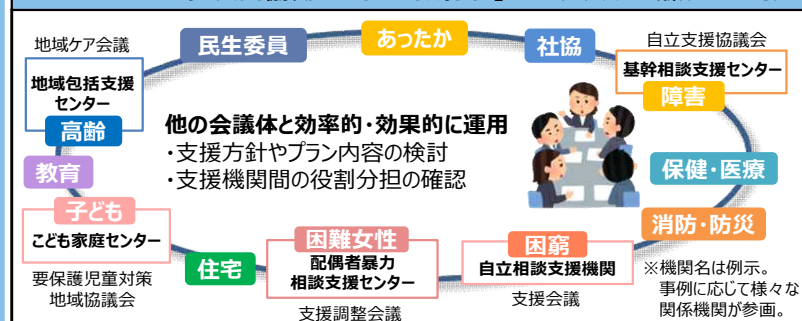 地域ケア会議
民生委員
あったか
社協
自立支援協議会
地域包括支援
センター
高齢
基幹相談支援センター
障害
他の会議体と効率的・効果的に運用
・支援方針やプラン内容の検討
・支援機関間の役割分担の確認
教育
保健・医療
子ども
こども家庭センター
要保護児童対策
地域協議会
住宅
困難女性
配偶者暴力
相談支援センター
支援調整会議
困窮
自立相談支援機関
支援会議
消防・防災
※機関名は例示。
事例に応じて様々な
関係機関が参画。